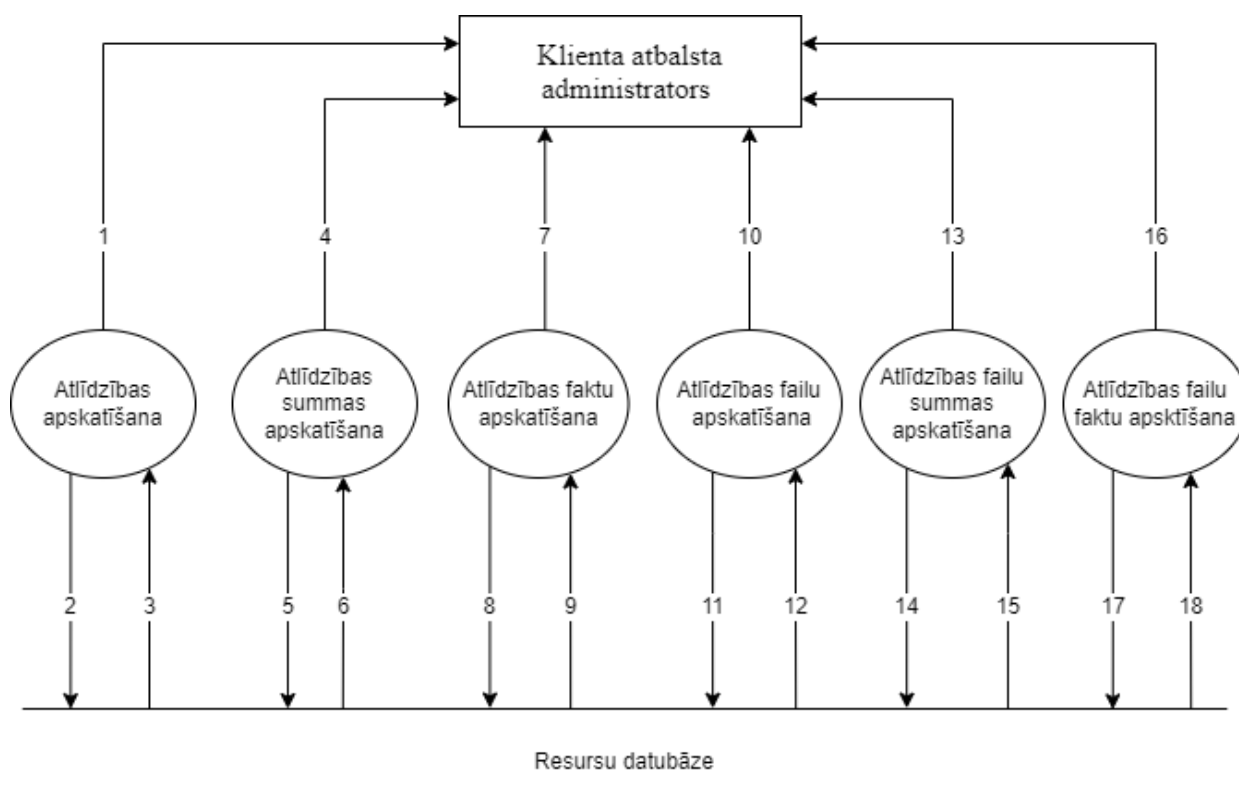 Klienta atbalsta
administrators
1
4
7
10
13
16
Atlīdzības
apskatīšana
Atlīdzības
summas
apskatīšana
Atlīdzības faktu
apskatīšana
Atlīdzības failu
apskatīšana
Atlīdzības failu
summas
apskatīšana
Atlīdzības failu
faktu apsktīšana
2
3
5
6
8
9
11
12
14
15
17
18
Resursu datubāze